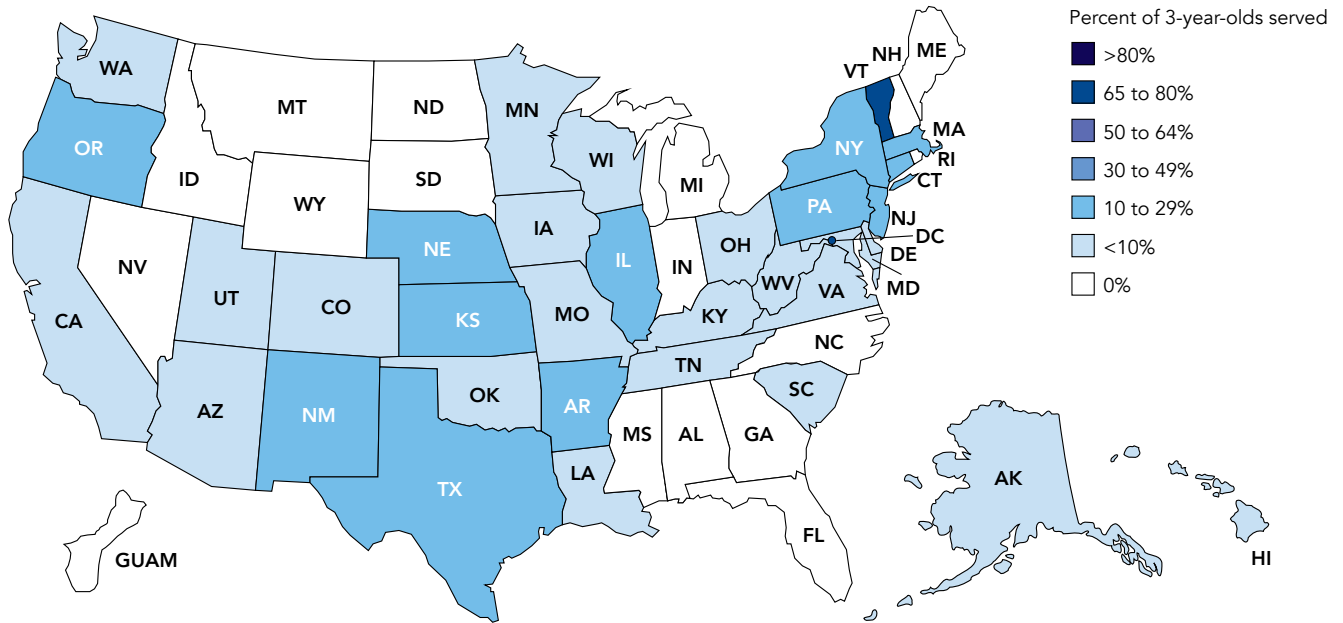 Percent of 3-year-olds served
>80%
65 to 80%
50 to 64%
30 to 49%
10 to 29%
<10%
0%
WA
MT
ND
MN
VT
NH
ME
OR
ID
WY
SD
WI
MI
NY
MA
RI
CT
NV
UT
CO
NE
IA
IL
IN
OH
PA
NJ
DC
DE
MD
CA
KS
MO
KY
WV
VA
AZ
NM
OK
AR
TN
NC
SC
TX
LA
MS
AL
GA
FL
GUAM
AK
HI